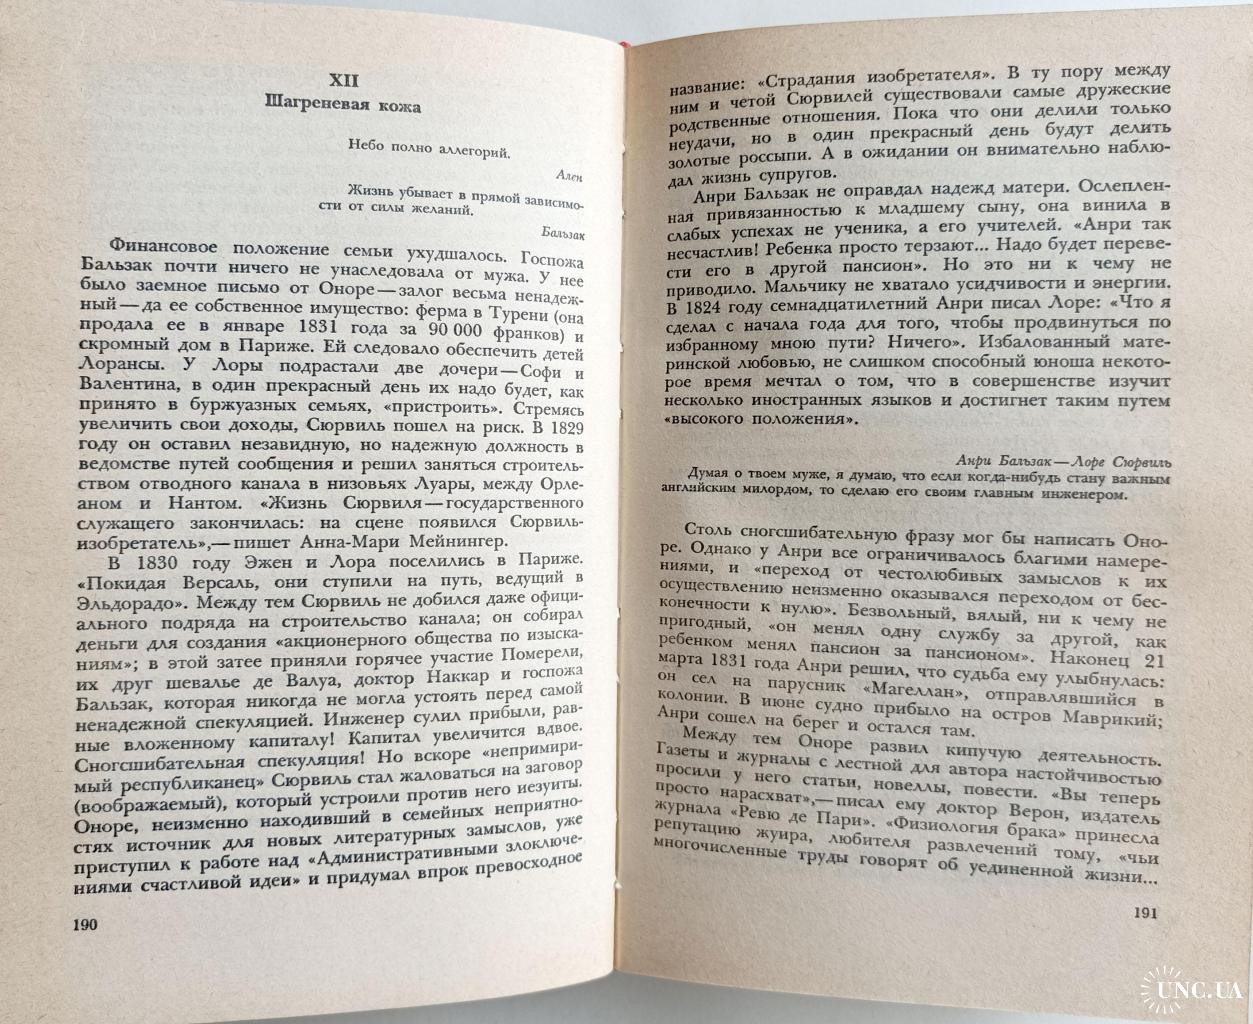 XII
Шагреневая кожа
Небо полно аллегорий.
Ален
Жизнь убывает в прямой зависимо-
сти от силы желаний.
Бальзак
Финансовое положение семьи ухудшалось. Госпожа
Бальзак почти ничего не унаследовала от мужа. У нее
было заемное письмо от Оноре — залог весьма ненадеж-
ный — да ее собственное имущество: ферма в Турени (она
продала ее в январе 1831 года за 90 000 франков) и
скромный дом в Париже. Ей следовало обеспечить детей
Лорансы. У Лоры подрастали две дочери — Софи и
Валентина, в один прекрасный день их надо будет, как
принято в буржуазных семьях, «пристроить». Стремясь
увеличить свои доходы, Сюрвиль пошел на риск. В 1829
году он оставил незавидную, но надежную должность в
ведомстве путей сообщения и решил заняться строитель-
ством отводного канала в низовьях Луары, между Орле-
аном и Нантом. «Жизнь Сюрвиля — государственного
служащего закончилась: на сцене появился Сюрвиль-
изобретатель», — пишет Анна-Мари Мейнингер.
В 1830 году Эжен и Лора поселились в Париже.
«Покидая Версаль, они ступили на путь, ведущий в
Эльдорадо». Между тем Сюрвиль не добился даже офици-
ального подряда на строительство канала; он собирал
деньги для создания «акционерного общества по изыска-
ниям»; в этой затее приняли горячее участие Померели,
их друг шевалье де Валуа, доктор Наккар и госпожа
Бальзак, которая никогда не могла устоять перед самой
ненадежной спекуляцией. Инженер сулил прибыли, рав-
ные вложенному капиталу! Капитал увеличится вдвое.
Сногсшибательная спекуляция! Но вскоре «непримири-
мый республиканец» Сюрвиль стал жаловаться на заговор
(воображаемый), который устроили против него иезуиты.
Оноре, неизменно находивший в семейных неприятно-
стях источник для новых литературных замыслов, уже
приступил к работе над «Административными злоключе-
ниями счастливой идеи» и придумал впрок превосходное
190
название: «Страдания изобретателя». В ту пору между
ним и четой Сюрвилей существовали самые дружеские
родственные отношения. Пока что они делили только
неудачи, но в один прекрасный день будут делить
золотые россыпи. А в ожидании он внимательно наблю-
дал жизнь супругов.
Анри Бальзак не оправдал надежд матери. Ослеплен-
ная привязанностью к младшему сыну, она винила в
слабых успехах не ученика, а его учителей. «Анри так
несчастлив! Ребенка просто терзают... Надо будет переве-
сти его в другой пансион». Но это ни к чему не
приводило. Мальчику не хватало усидчивости и энергии.
В 1824 году семнадцатилетний Анри писал Лоре: «Что я
сделал с начала года для того, чтобы продвинуться по
избранному мною пути? Ничего». Избалованный мате-
ринской любовью, не слишком способный юноша некото-
рое время мечтал о том, что в совершенстве изучит
несколько иностранных языков и достигнет таким путем
«высокого положения».
Анри Бальзак — Лоре Сюрвиль
Думая о твоем муже, я думаю, что если когда-нибудь стану важным
английским милордом, то сделаю его своим главным инженером.
Столь сногсшибательную фразу мог бы написать Оно-
ре. Однако у Анри все ограничивалось благими намере-
ниями, и «переход от честолюбивых замыслов к их
осуществлению неизменно оказывался переходом от бес-
конечности к нулю». Безвольный, вялый, ни к чему не
пригодный, «он менял одну службу за другой, как
ребенком менял пансион за пансионом». Наконец 21
марта 1831 года Анри решил, что судьба ему улыбнулась:
он сел на парусник «Магеллан», отправлявшийся в
колонии. В июне судно прибыло на остров Маврикий;
Анри сошел на берег и остался там.
Между тем Оноре развил кипучую деятельность.
Газеты и журналы с лестной для автора настойчивостью
просили у него статьи, новеллы, повести. «Вы теперь
просто нарасхват», — писал ему доктор Верон, издатель
журнала «Ревю де Пари». «Физиология брака» принесла
репутацию жуира, любителя развлечений тому, «чьи
многочисленные труды говорят об уединенной жизни...
191
UNC.UA